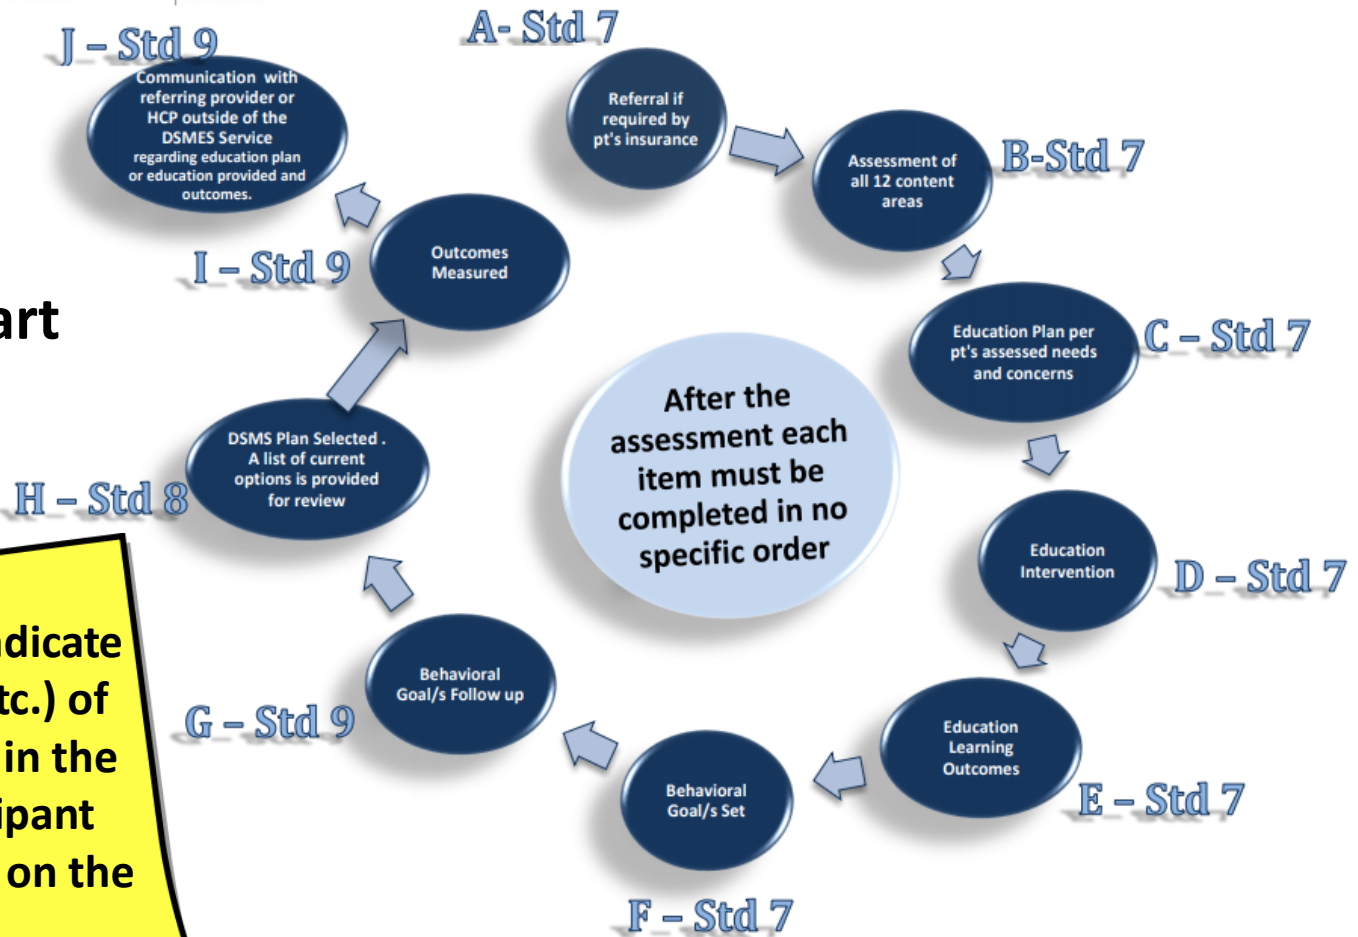 A- Std 7
Referral if
required by
pt's insurance
B-Std 7
Assessment of
all 12 content
areas
C – Std 7
Education Plan per
pt's assessed needs
and concerns
D – Std 7
Education
Intervention
E – Std 7
Education
Learning
Outcomes
F – Std 7
Behavioral
Goal/s Set
G – Std 9
Behavioral
Goal/s Follow up
H – Std 8
DSMS Plan Selected .
A list of current
options is provided
for review
I – Std 9
Outcomes
Measured
J – Std 9
Communication with
referring provider or
HCP outside of the
DSMES Service
regarding education plan
or education provided and
outcomes.
After the
assessment each
item must be
completed in no
specific order
art
dicate
tc.) of
in the
ipant
on the